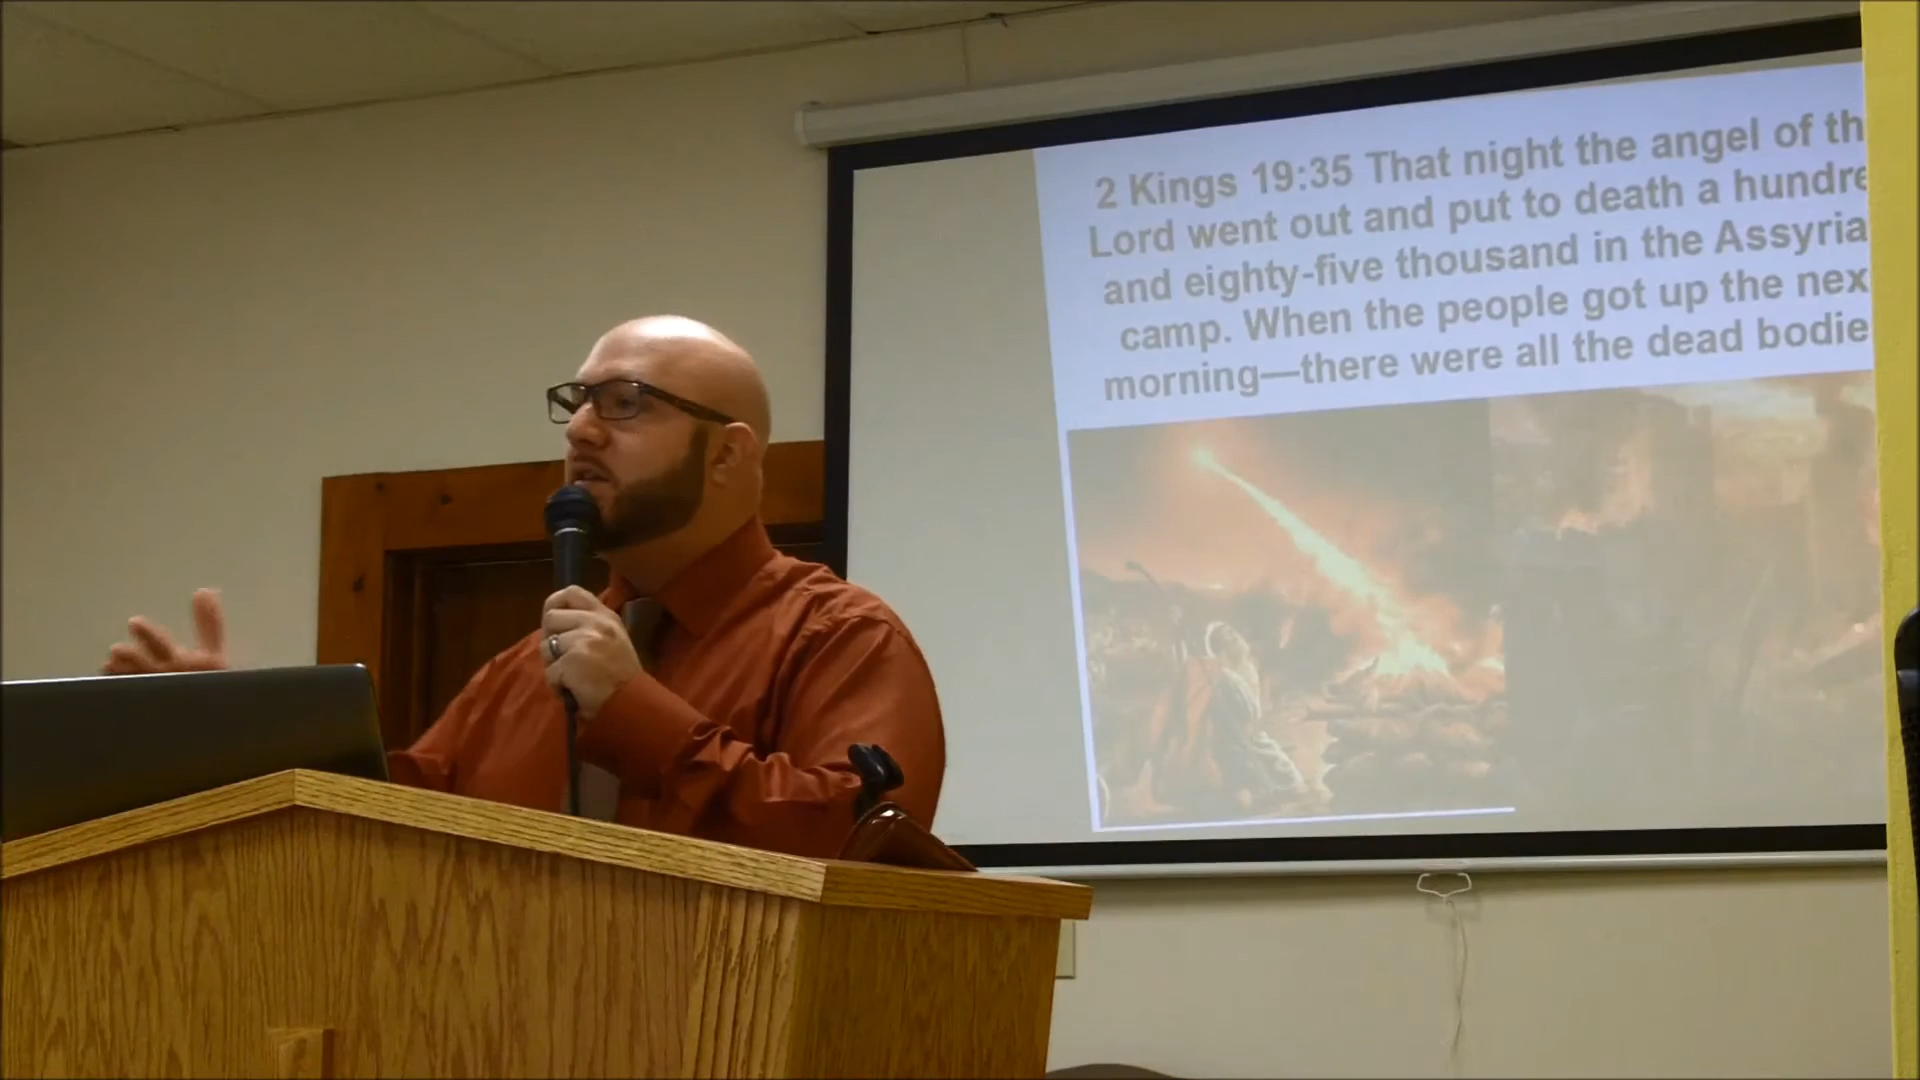 2 Kings 19:35 That night the angel of th
Lord went out and put to death a hundre
and eighty-five thousand in the Assyria
camp. When the people got up the nex
morning—there were all the dead bodie